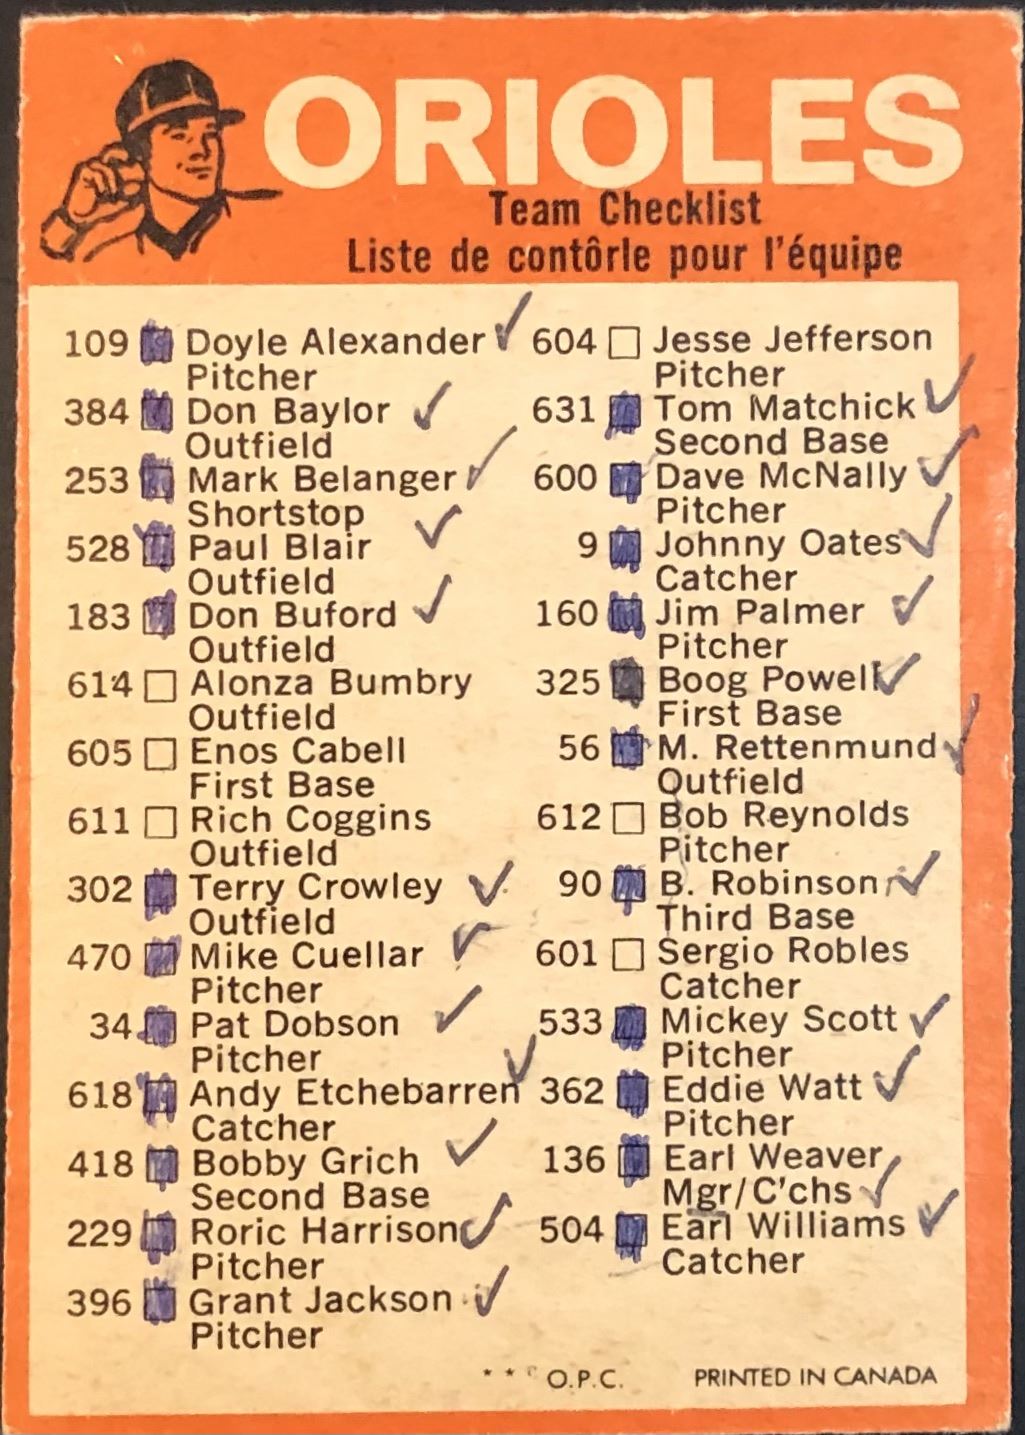 ORIOLES
Team Checklist
Liste de contôrle pour l'équipe
109 Doyle Alexander
Pitcher
384 Don Baylor
Outfield
253 Mark Belanger
Shortstop
528 Paul Blair
Outfield
183 Don Buford
Outfield
614 Alonza Bumbry
Outfield
605 Enos Cabell
First Base
611 Rich Coggins
Outfield
302 Terry Crowley
Outfield
470 Mike Cuellar
Pitcher
34 Pat Dobson
Pitcher
618 Andy Etchebarren
Catcher
418 Bobby Grich
Second Base
229 Roric Harrison
Pitcher
396 Grant Jackson
Pitcher
604 Jesse Jefferson
Pitcher
631 Tom Matchick
Second Base
600 Dave McNally
Pitcher
9 Johnny Oates
Catcher
160 Jim Palmer
Pitcher
325 Boog Powell
First Base
56 M. Rettenmund
Outfield
612 Bob Reynolds
Pitcher
90 B. Robinson
Third Base
601 Sergio Robles
Catcher
533 Mickey Scott
Pitcher
362 Eddie Watt
Pitcher
136 Earl Weaver
Mgr/C'chs
504 Earl Williams
Catcher
* * O.P.C. PRINTED IN CANADA